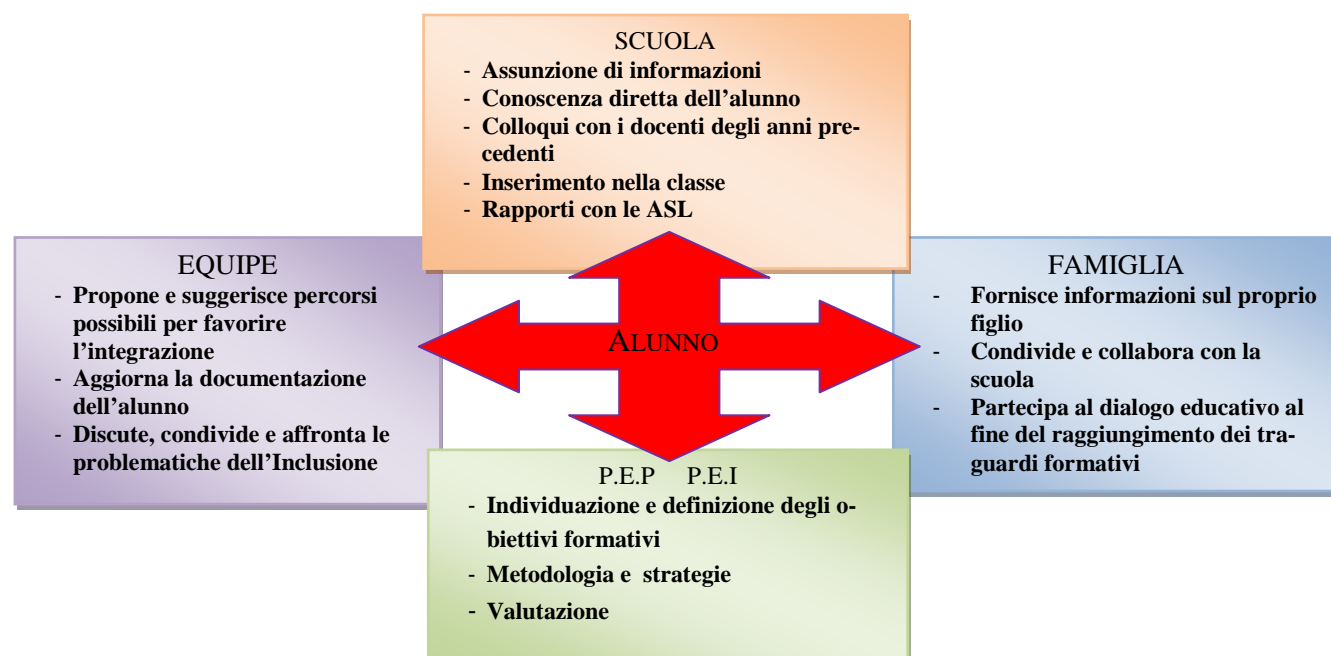 SCUOLA
- Assunzione di informazioni
- Conoscenza diretta dell’alunno
- Colloqui con i docenti degli anni pre-
cedenti
- Inserimento nella classe
- Rapporti con le ASL
EQUIPE
- Propone e suggerisce percorsi
possibili per favorire
l’integrazione
- Aggiorna la documentazione
dell’alunno
- Discute, condivide e affronta le
problematiche dell’Inclusione
ALUNNO
FAMIGLIA
- Fornisce informazioni sul proprio
figlio
- Condivide e collabora con la
scuola
- Partecipa al dialogo educativo al
fine del raggiungimento dei tra-
guardi formativi
P.E.P P.E.I
- Individuazione e definizione degli o-
biettivi formativi
- Metodologia e strategie
- Valutazione